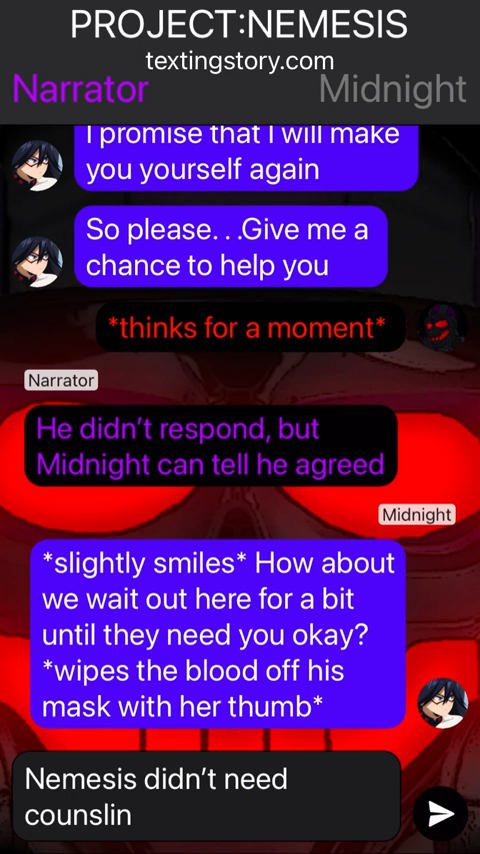 PROJECT:NEMESIS
textingstory.com
Narrator Midnight
I promise that I will make
you yourself again
So please. . .Give me a
chance to help you
*thinks for a moment*
Narrator
He didn’t respond, but
Midnight can tell he agreed
Midnight
*slightly smiles* How about
we wait out here for a bit
until they need you okay?
*wipes the blood off his
mask with her thumb*
Nemesis didn’t need
counslin